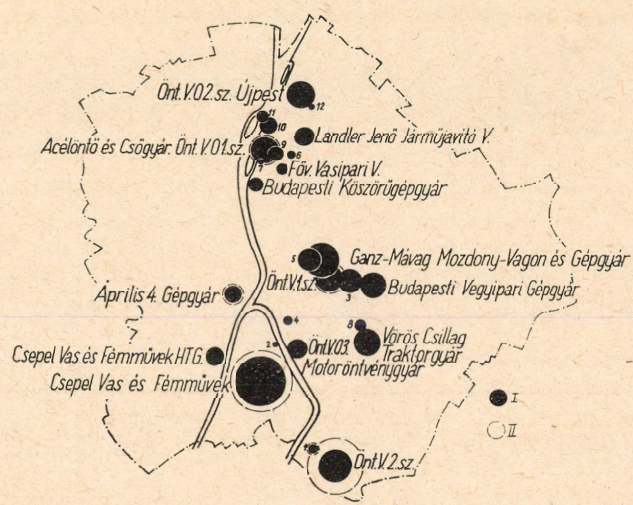 Önt.V.02.sz. Újpest
12
11
10
Landler Jenő Járműjavitó V.
Acélöntő és Csőgyár Önt.V.01.sz.
9
6
7
Föv. Vasipari V.
Budapesti Köszörűgépgyár
5
Ganz-Mávag Mozdony-Vagon és Gépgyár
Önt.V.1.sz.
3
Budapesti Vegyipari Gépgyár
Április 4. Gépgyár
4
8
Vörös Csillag
Traktorgyár
2
Önt.V.03.
Motoröntvénygyár
Csepel Vas és Fémművek HTG.
Csepel Vas és Fémművek
I
II
Önt.V.2.sz.